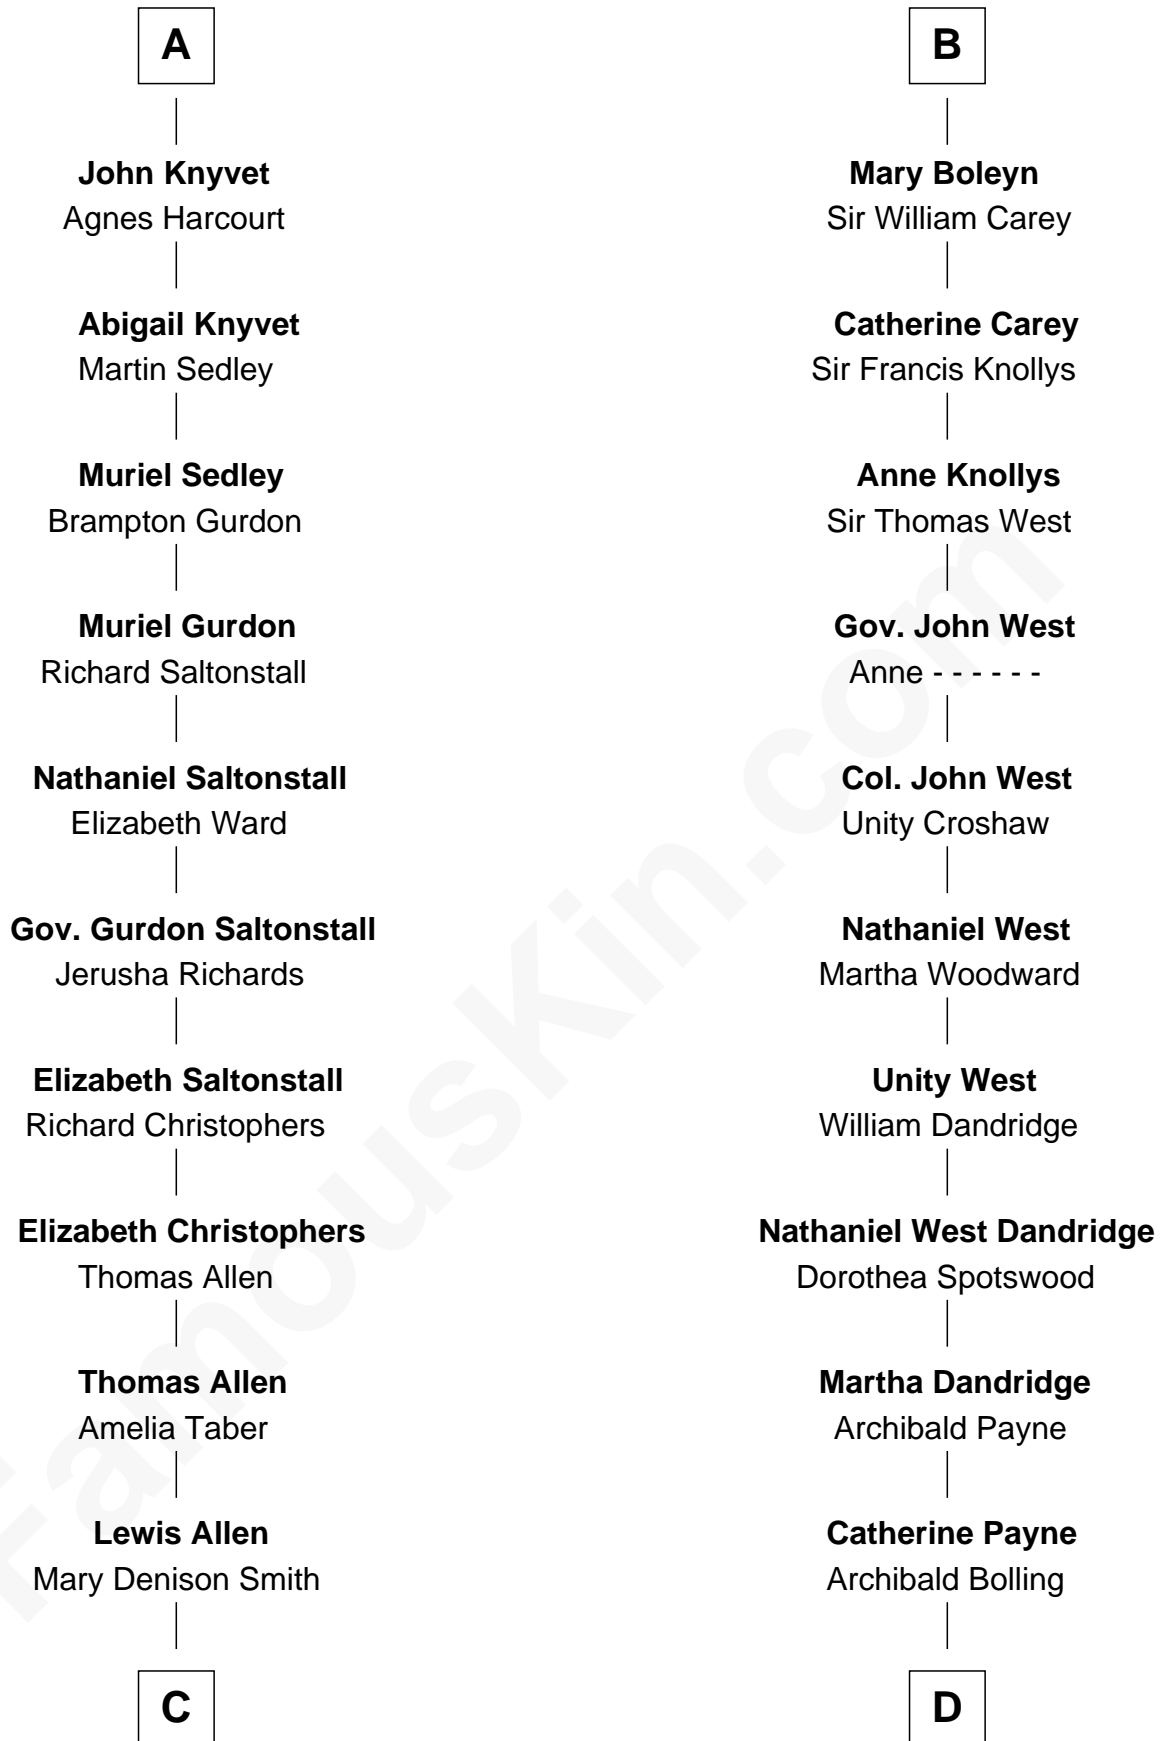 A
John Knyvet
Agnes Harcourt
Abigail Knyvet
Martin Sedley
Muriel Sedley
Brampton Gurdon
Muriel Gurdon
Richard Saltonstall
Nathaniel Saltonstall
Elizabeth Ward
Gov. Gurdon Saltonstall
Jerusha Richards
Elizabeth Saltonstall
Richard Christophers
Elizabeth Christophers
Thomas Allen
Thomas Allen
Amelia Taber
Lewis Allen
Mary Denison Smith
C
B
Mary Boleyn
Sir William Carey
Catherine Carey
Sir Francis Knollys
Anne Knollys
Sir Thomas West
Gov. John West
Anne - - - - - -
Col. John West
Unity Croshaw
Nathaniel West
Martha Woodward
Unity West
William Dandridge
Nathaniel West Dandridge
Dorothea Spotswood
Martha Dandridge
Archibald Payne
Catherine Payne
Archibald Bolling
D
FamousKin.com